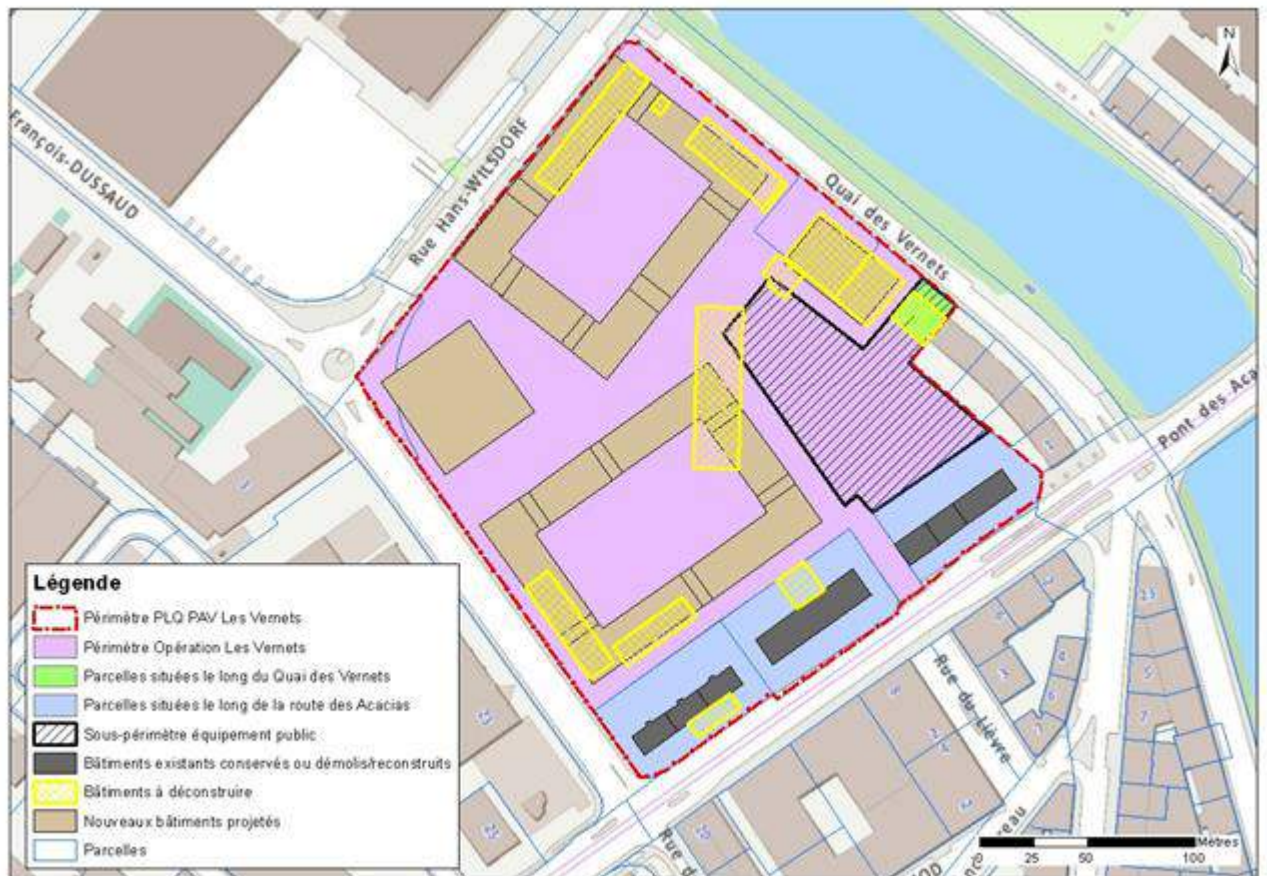 N
François-DUSSAUD
Rue Hans-WILSDORF
Quai des Vernets
Pont des Aca
Rue du Lièvre
Rue d
eau
Légende
Périmètre PLQ PAV Les Vernets
Périmètre Opération Les Vernets
Parcelles situées le long du Quai des Vernets
Parcelles situées le long de la route des Acacias
Sous-périmètre équipement public
Bâtiments existants conservés ou démolis/reconstruits
Bâtiments à déconstruire
Nouveaux bâtiments projetés
Parcelles
Mètres
0 25 50 100